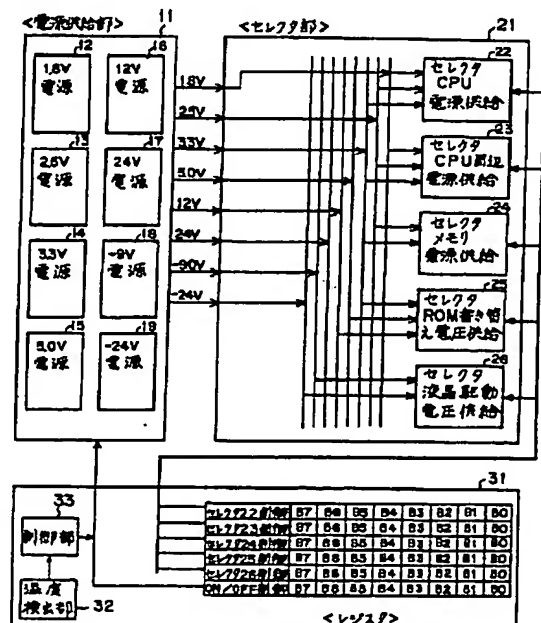 <電源供給部>
11
12
1.8V
電源
16
12V
電源
13
2.5V
電源
17
24V
電源
14
3.3V
電源
18
-9V
電源
15
5.0V
電源
19
-24V
電源
1.8V
2.5V
3.3V
5.0V
12V
24V
-9.0V
-24V
<セレクタ部>
21
22
セレクタ
CPU
電源供給
23
セレクタ
CPU周辺
電源供給
24
セレクタ
メモリ
電源供給
25
セレクタ
ROM書き替
え電圧供給
26
セレクタ
液晶駆動
電圧供給
31
33
制御部
温度
検出部
32
セレクタ22制御部 B7 B6 B5 B4 B3 B2 B1 B0
セレクタ23制御部 B7 B6 B5 B4 B3 B2 B1 B0
セレクタ24制御部 B7 B6 B5 B4 B3 B2 B1 B0
セレクタ25制御部 B7 B6 B5 B4 B3 B2 B1 B0
セレクタ26制御部 B7 B6 B5 B4 B3 B2 B1 B0
ON/OFF制御部 B7 B6 B5 B4 B3 B2 B1 B0
<レジスタ>